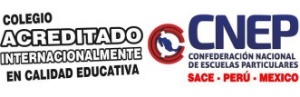 COLEGIO
ACREDITADO
INTERNACIONALMENTE
EN CALIDAD EDUCATIVA
CNEP
CONFEDERACIÓN NACIONAL
DE ESCUELAS PARTICULARES
SACE - PERÚ - MEXICO